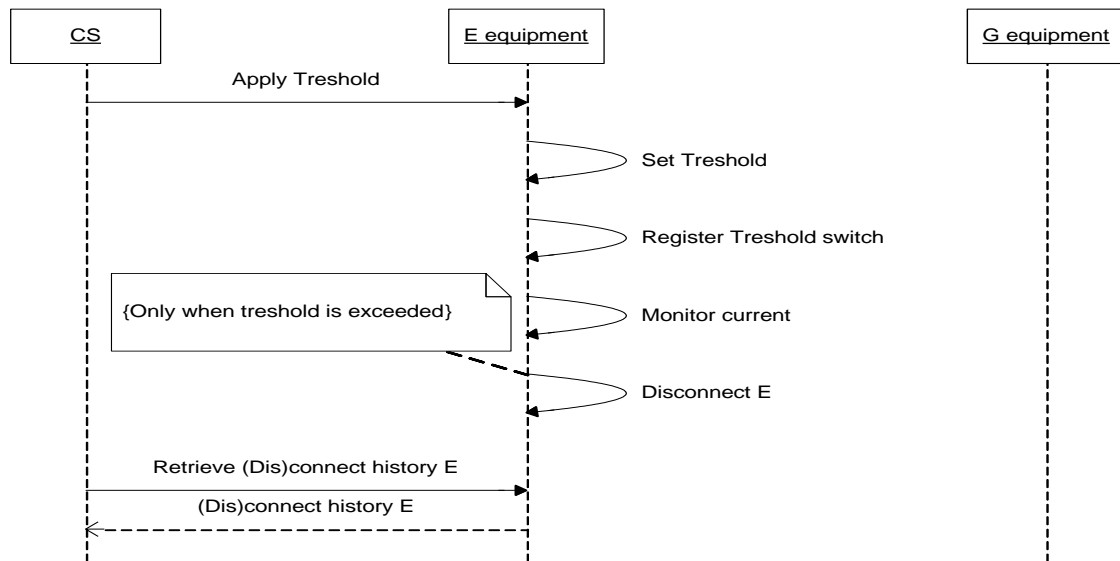 CS
E equipment
G equipment
Apply Treshold
Set Treshold
Register Treshold switch
{Only when treshold is exceeded}
Monitor current
Disconnect E
Retrieve (Dis)connect history E
(Dis)connect history E